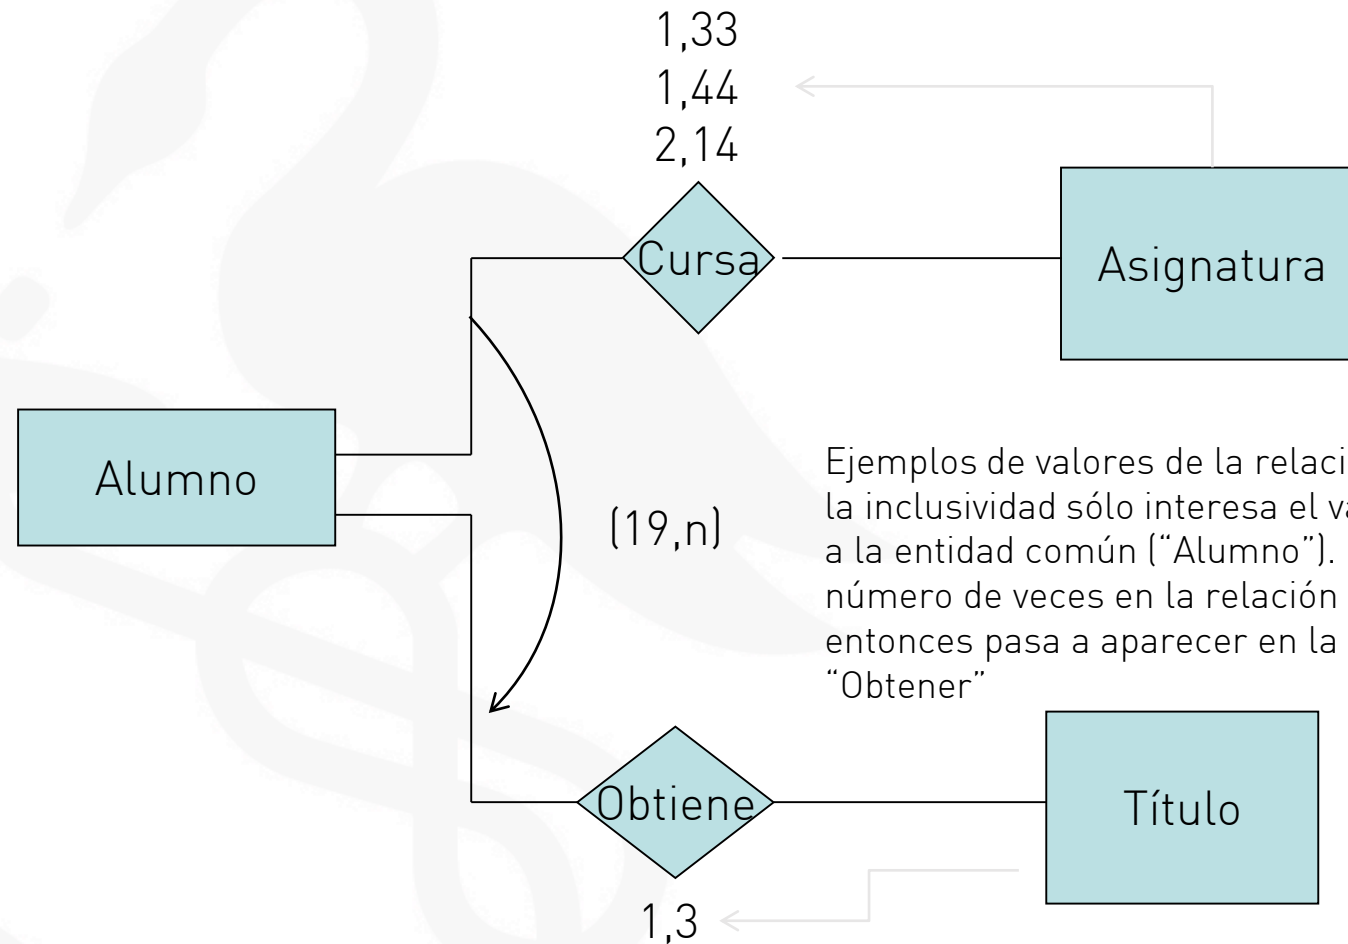 1,33
1,44
2,14
Cursa
Asignatura
Alumno
(19,n)
Ejemplos de valores de la
la inclusividad sólo interesa el
a la entidad común (“Alumno”).
número de veces en la relación
entonces pasa a aparecer en la
“Obtener”
Obtiene
Título
1,3